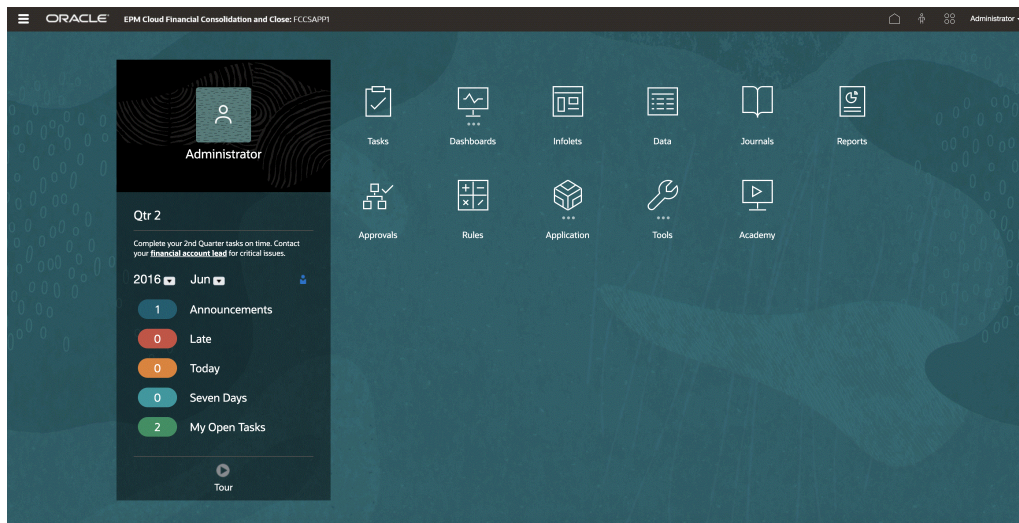 ORACLE
EPM Cloud Financial Consolidation and Close: FCCSAPP1
Administrator
Administrator
Qtr 2
Complete your 2nd Quarter tasks on time. Contact
your financial account lead for critical issues.
2016 Jun
1 Announcements
0 Late
0 Today
0 Seven Days
2 My Open Tasks
Tour
Tasks
Dashboards
Infolets
Data
Journals
Reports
Approvals
Rules
Application
Tools
Academy